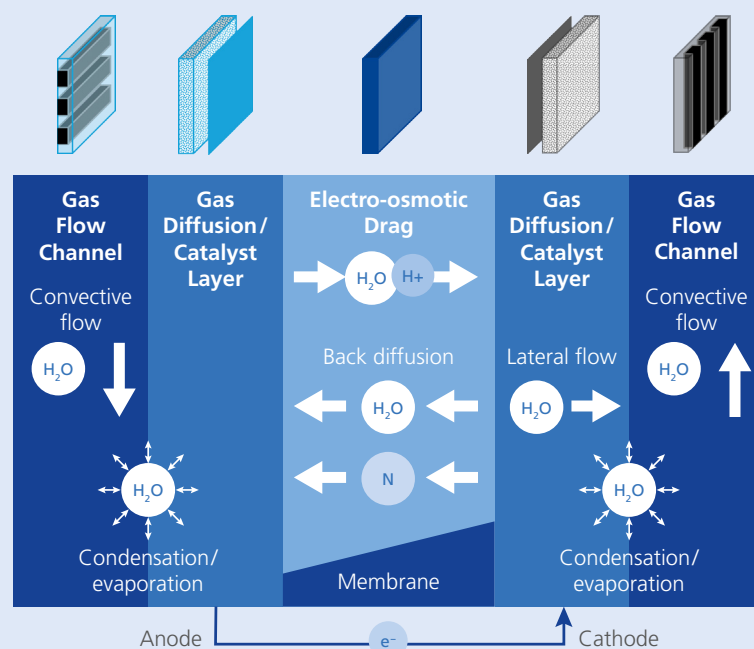 Gas
Flow
Channel
Convective
flow
H₂O
Gas
Diffusion/
Catalyst
Layer
H₂O
Condensation/
evaporation
Electro-osmotic
Drag
H₂O
H+
Back diffusion
H₂O
N
Membrane
Gas
Diffusion/
Catalyst
Layer
Lateral flow
H₂O
Gas
Flow
Channel
Convective
flow
H₂O
H₂O
Condensation/
evaporation
Anode
e⁻
Cathode